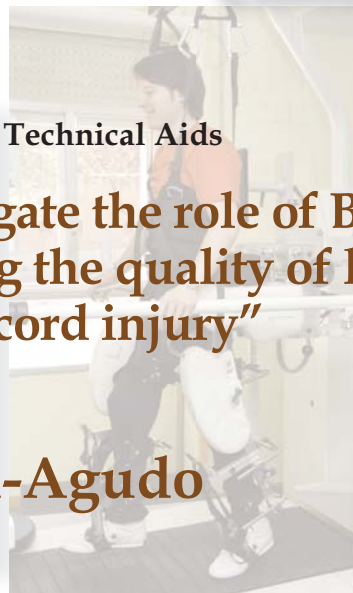 Technical Aids
gate the role of B
g the quality of l
cord injury”
-Agudo